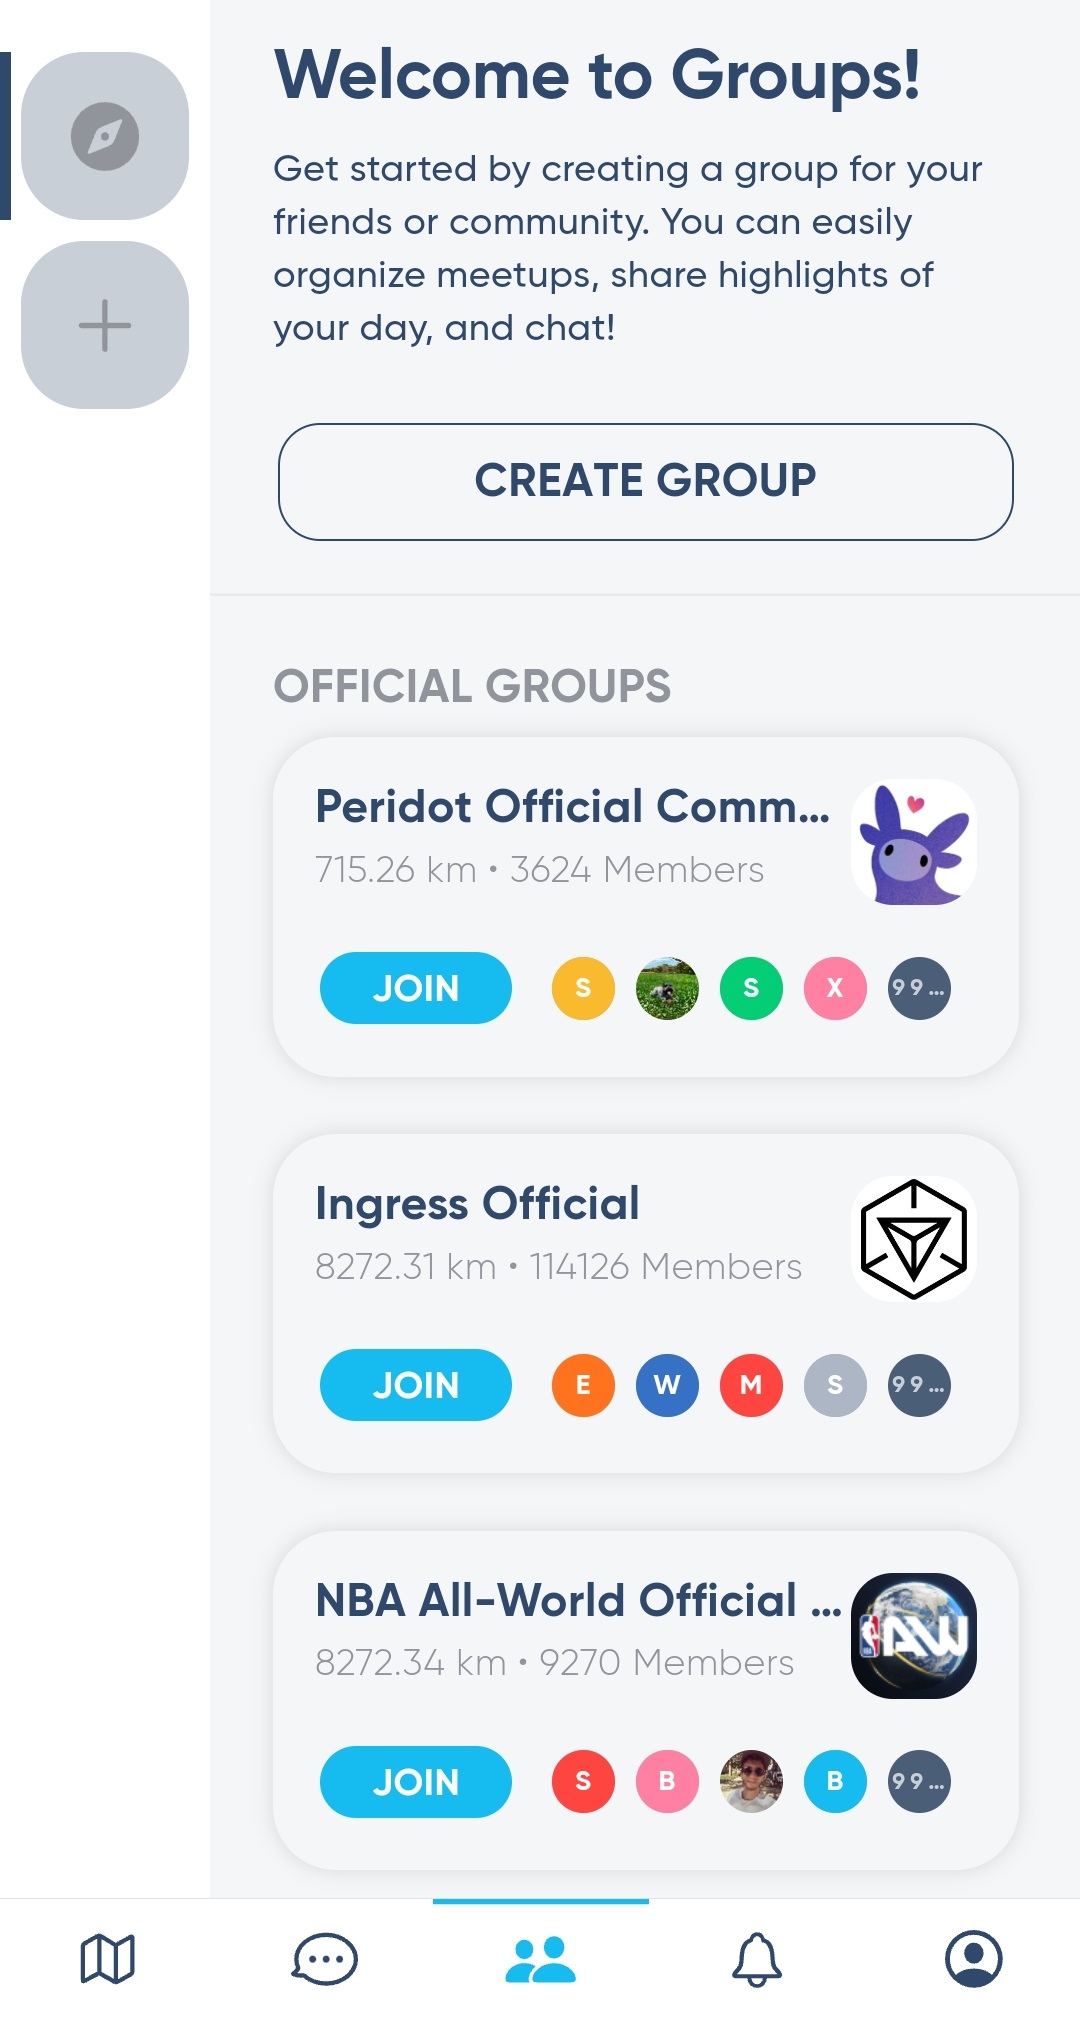 Welcome to Groups!
Get started by creating a group for your
friends or community. You can easily
organize meetups, share highlights of
your day, and chat!
CREATE GROUP
OFFICIAL GROUPS
Peridot Official Comm...
715.26 km • 3624 Members
JOIN S S X 99...
Ingress Official
8272.31 km • 114126 Members
JOIN E W M S 99...
NBA All-World Official ...
8272.34 km • 9270 Members
AW
JOIN S B B 99...